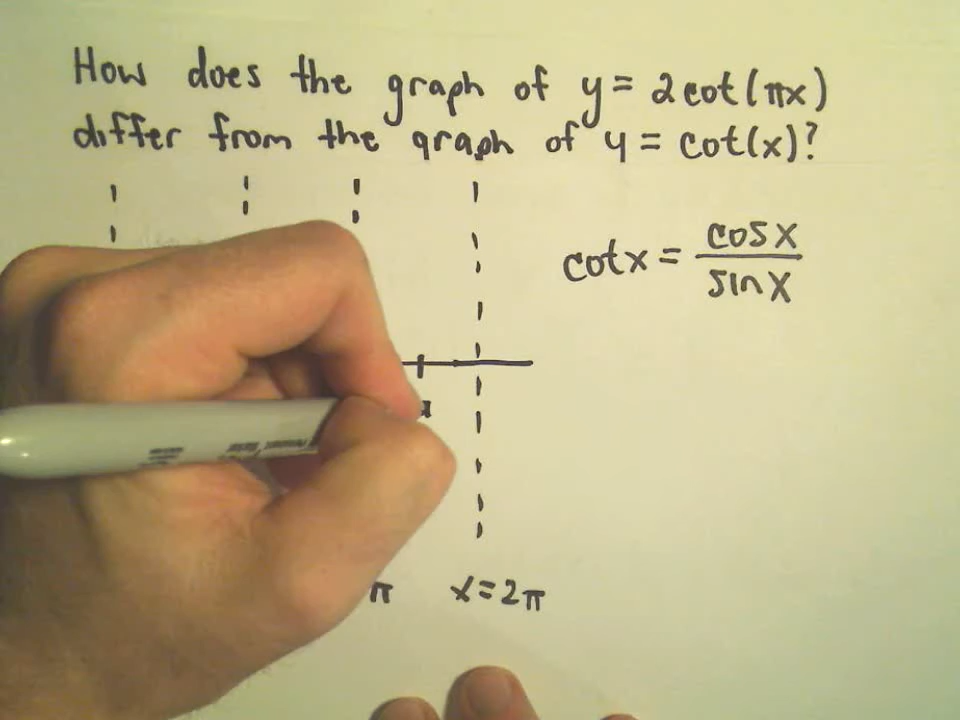 How does the graph of y = 2cot(πx)
differ from the graph of y = cot(x)?
cotx = cosx
sinx
π x=2π